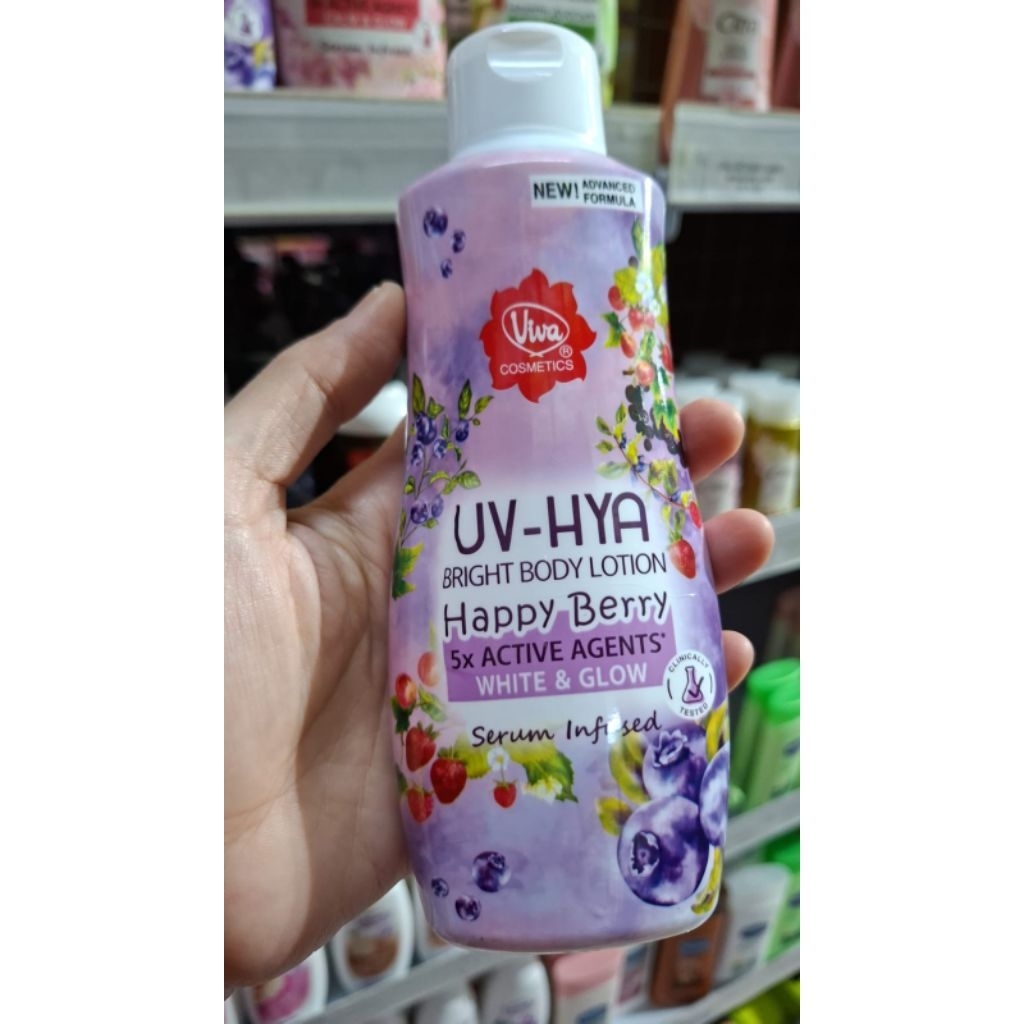 NEW! ADVANCED
FORMULA
Viva
®
COSMETICS
UV-HYA
BRIGHT BODY LOTION
Happy Berry
5x ACTIVE AGENTS*
WHITE & GLOW
CLINICALLY
TESTED
Serum Infused